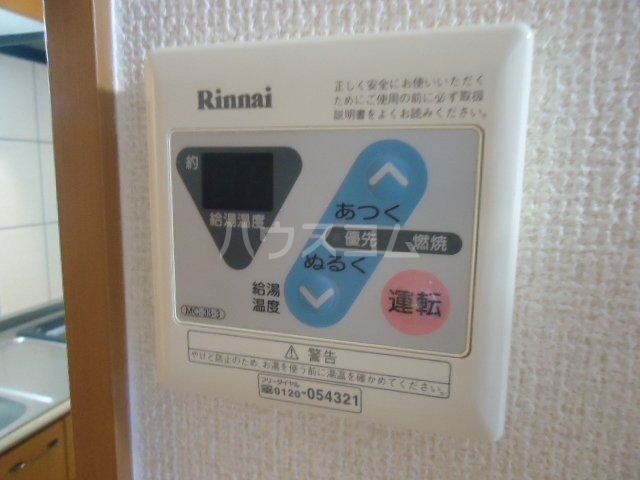 Rinnai
正しく安全にお使いいただく
ためにご使用の前に必ず取扱
説明書をよくお読みください。
約
給湯温度
あつく
優先 燃焼
ぬるく
給湯
温度
運転
MC-33-3
ハウスコム
⚠警告
やけど防止のため、お湯を使う前に湯温を確かめてください。
フリーダイヤル
0120-054321